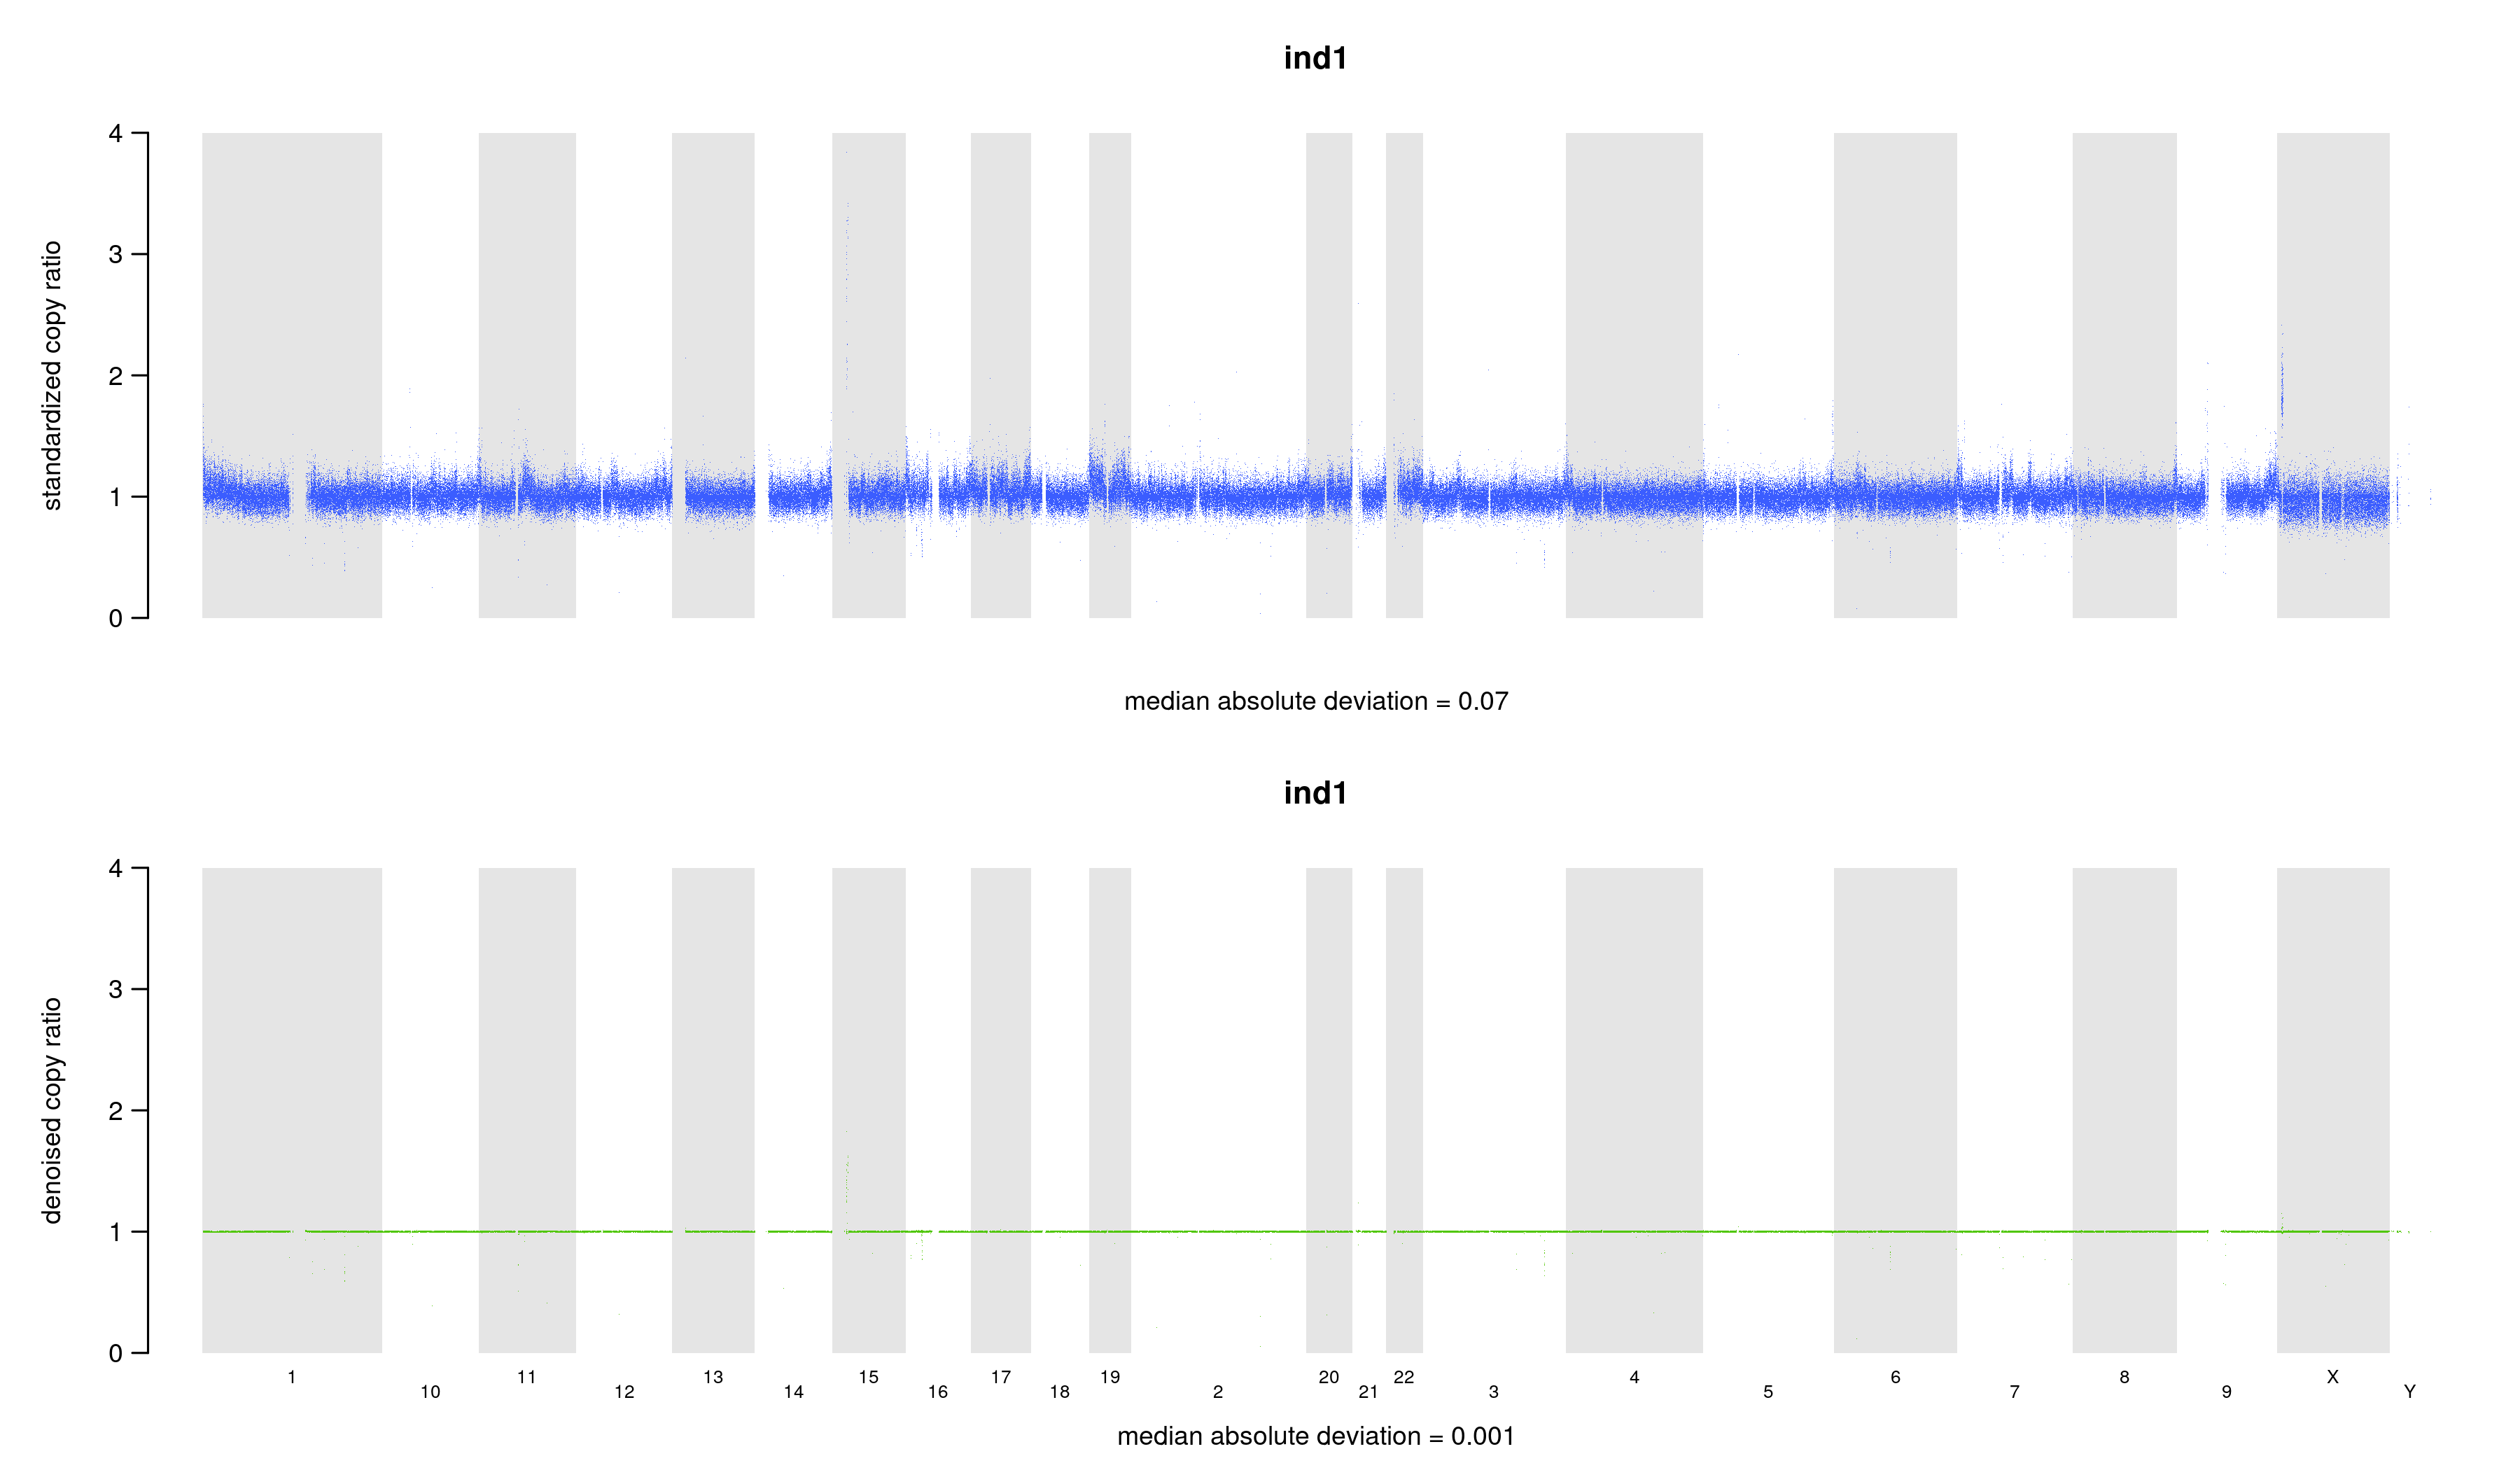 ind1
standardized copy ratio
4
3
2
1
0
median absolute deviation = 0.07
ind1
denoised copy ratio
4
3
2
1
0
1 10 11 12 13 14 15 16 17 18 19 2 20 21 22 3 4 5 6 7 8 9 X Y
median absolute deviation = 0.001